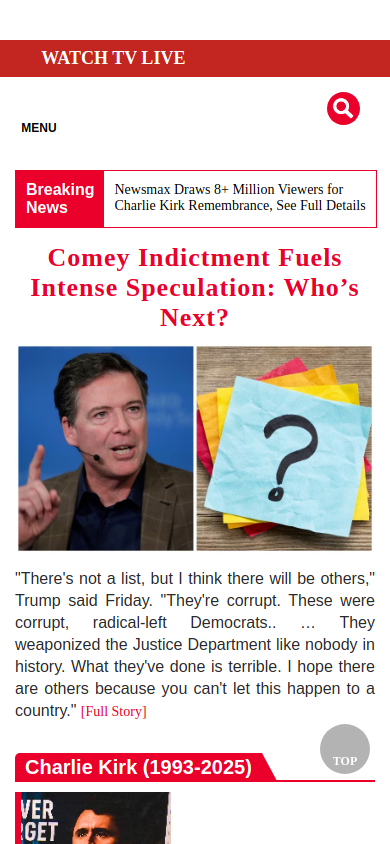 WATCH TV LIVE
MENU
Breaking
News
Newsmax Draws 8+ Million Viewers for
Charlie Kirk Remembrance, See Full Details
Comey Indictment Fuels
Intense Speculation: Who’s
Next?
?
"There's not a list, but I think there will be others,"
Trump said Friday. "They're corrupt. These were
corrupt, radical-left Democrats.. … They
weaponized the Justice Department like nobody in
history. What they've done is terrible. I hope there
are others because you can't let this happen to a
country." [Full Story]
TOP
Charlie Kirk (1993-2025)
VER
RGET